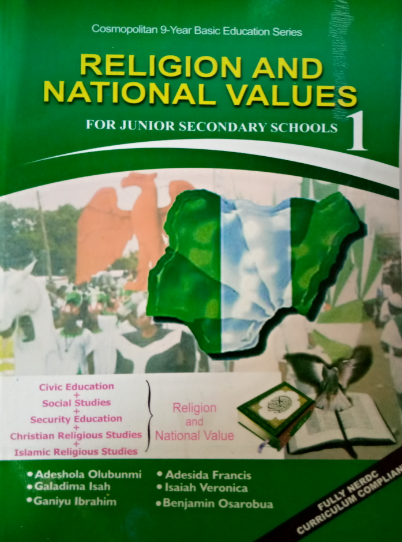 Cosmopolitan 9-Year Basic Education Series
RELIGION AND
NATIONAL VALUES
FOR JUNIOR SECONDARY SCHOOLS 1
Civic Education
+
Social Studies
+
Security Education
+
Christian Religious Studies
+
Islamic Religious Studies
Religion
and
National Value
•Adeshola Olubunmi
•Galadima Isah
•Ganiyu Ibrahim
•Adesida Francis
•Isaiah Veronica
•Benjamin Osarobua
FULLY NERDC
CURRICULUM COMPLIAN